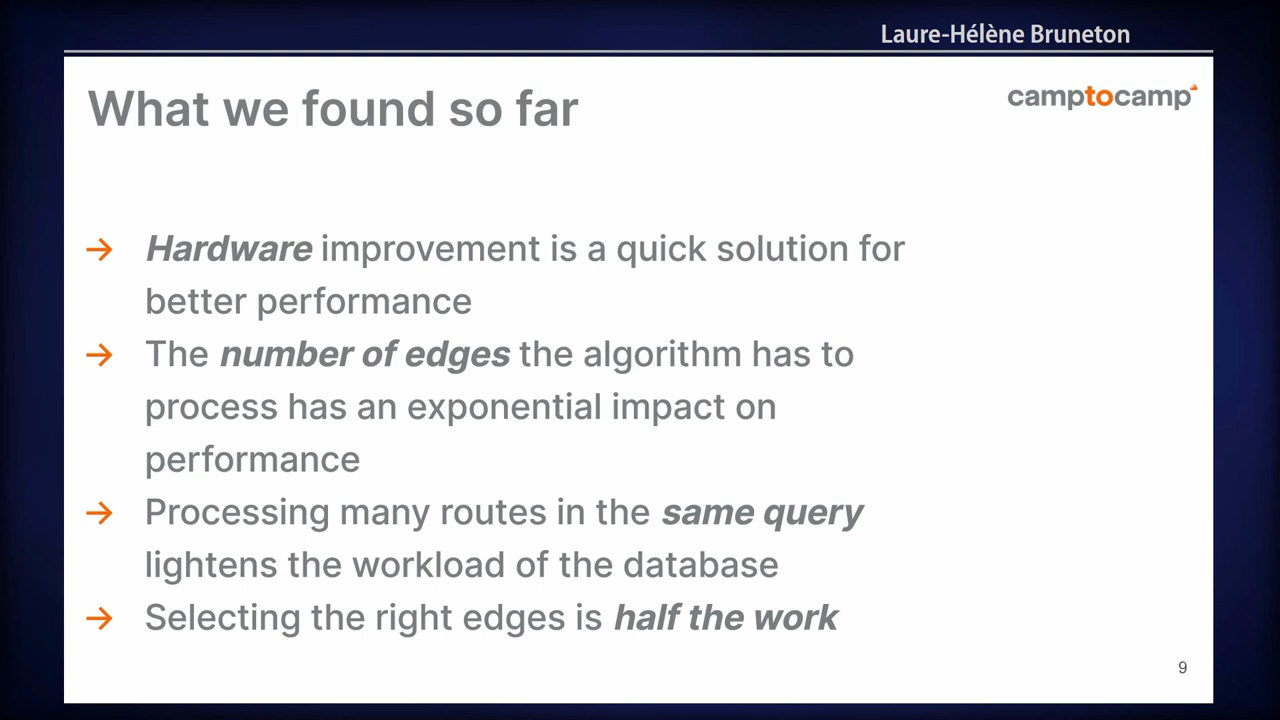 Laure-Hélène Bruneton
What we found so far
camptocamp
→ Hardware improvement is a quick solution for
better performance
→ The number of edges the algorithm has to
process has an exponential impact on
performance
→ Processing many routes in the same query
lightens the workload of the database
→ Selecting the right edges is half the work
9